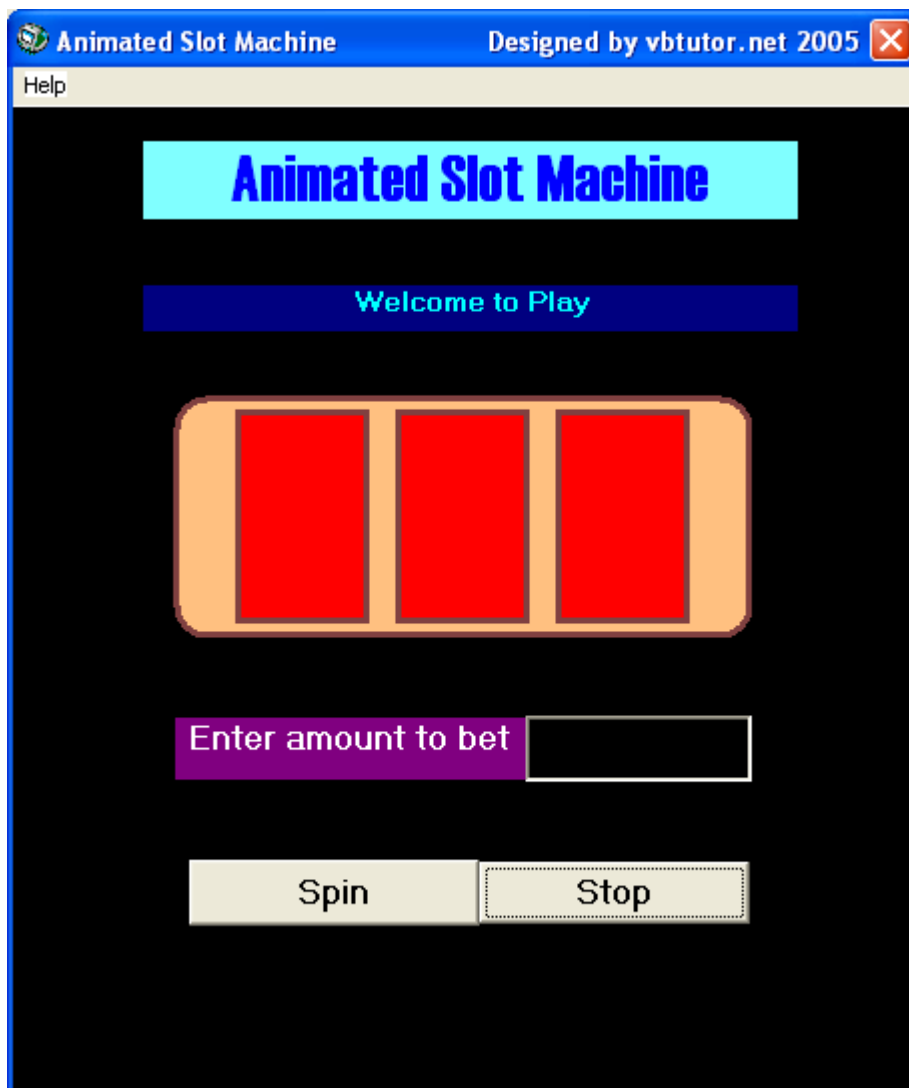 Animated Slot Machine Designed by vbtutor.net 2005
Help
Animated Slot Machine
Welcome to Play
Enter amount to bet
Spin Stop